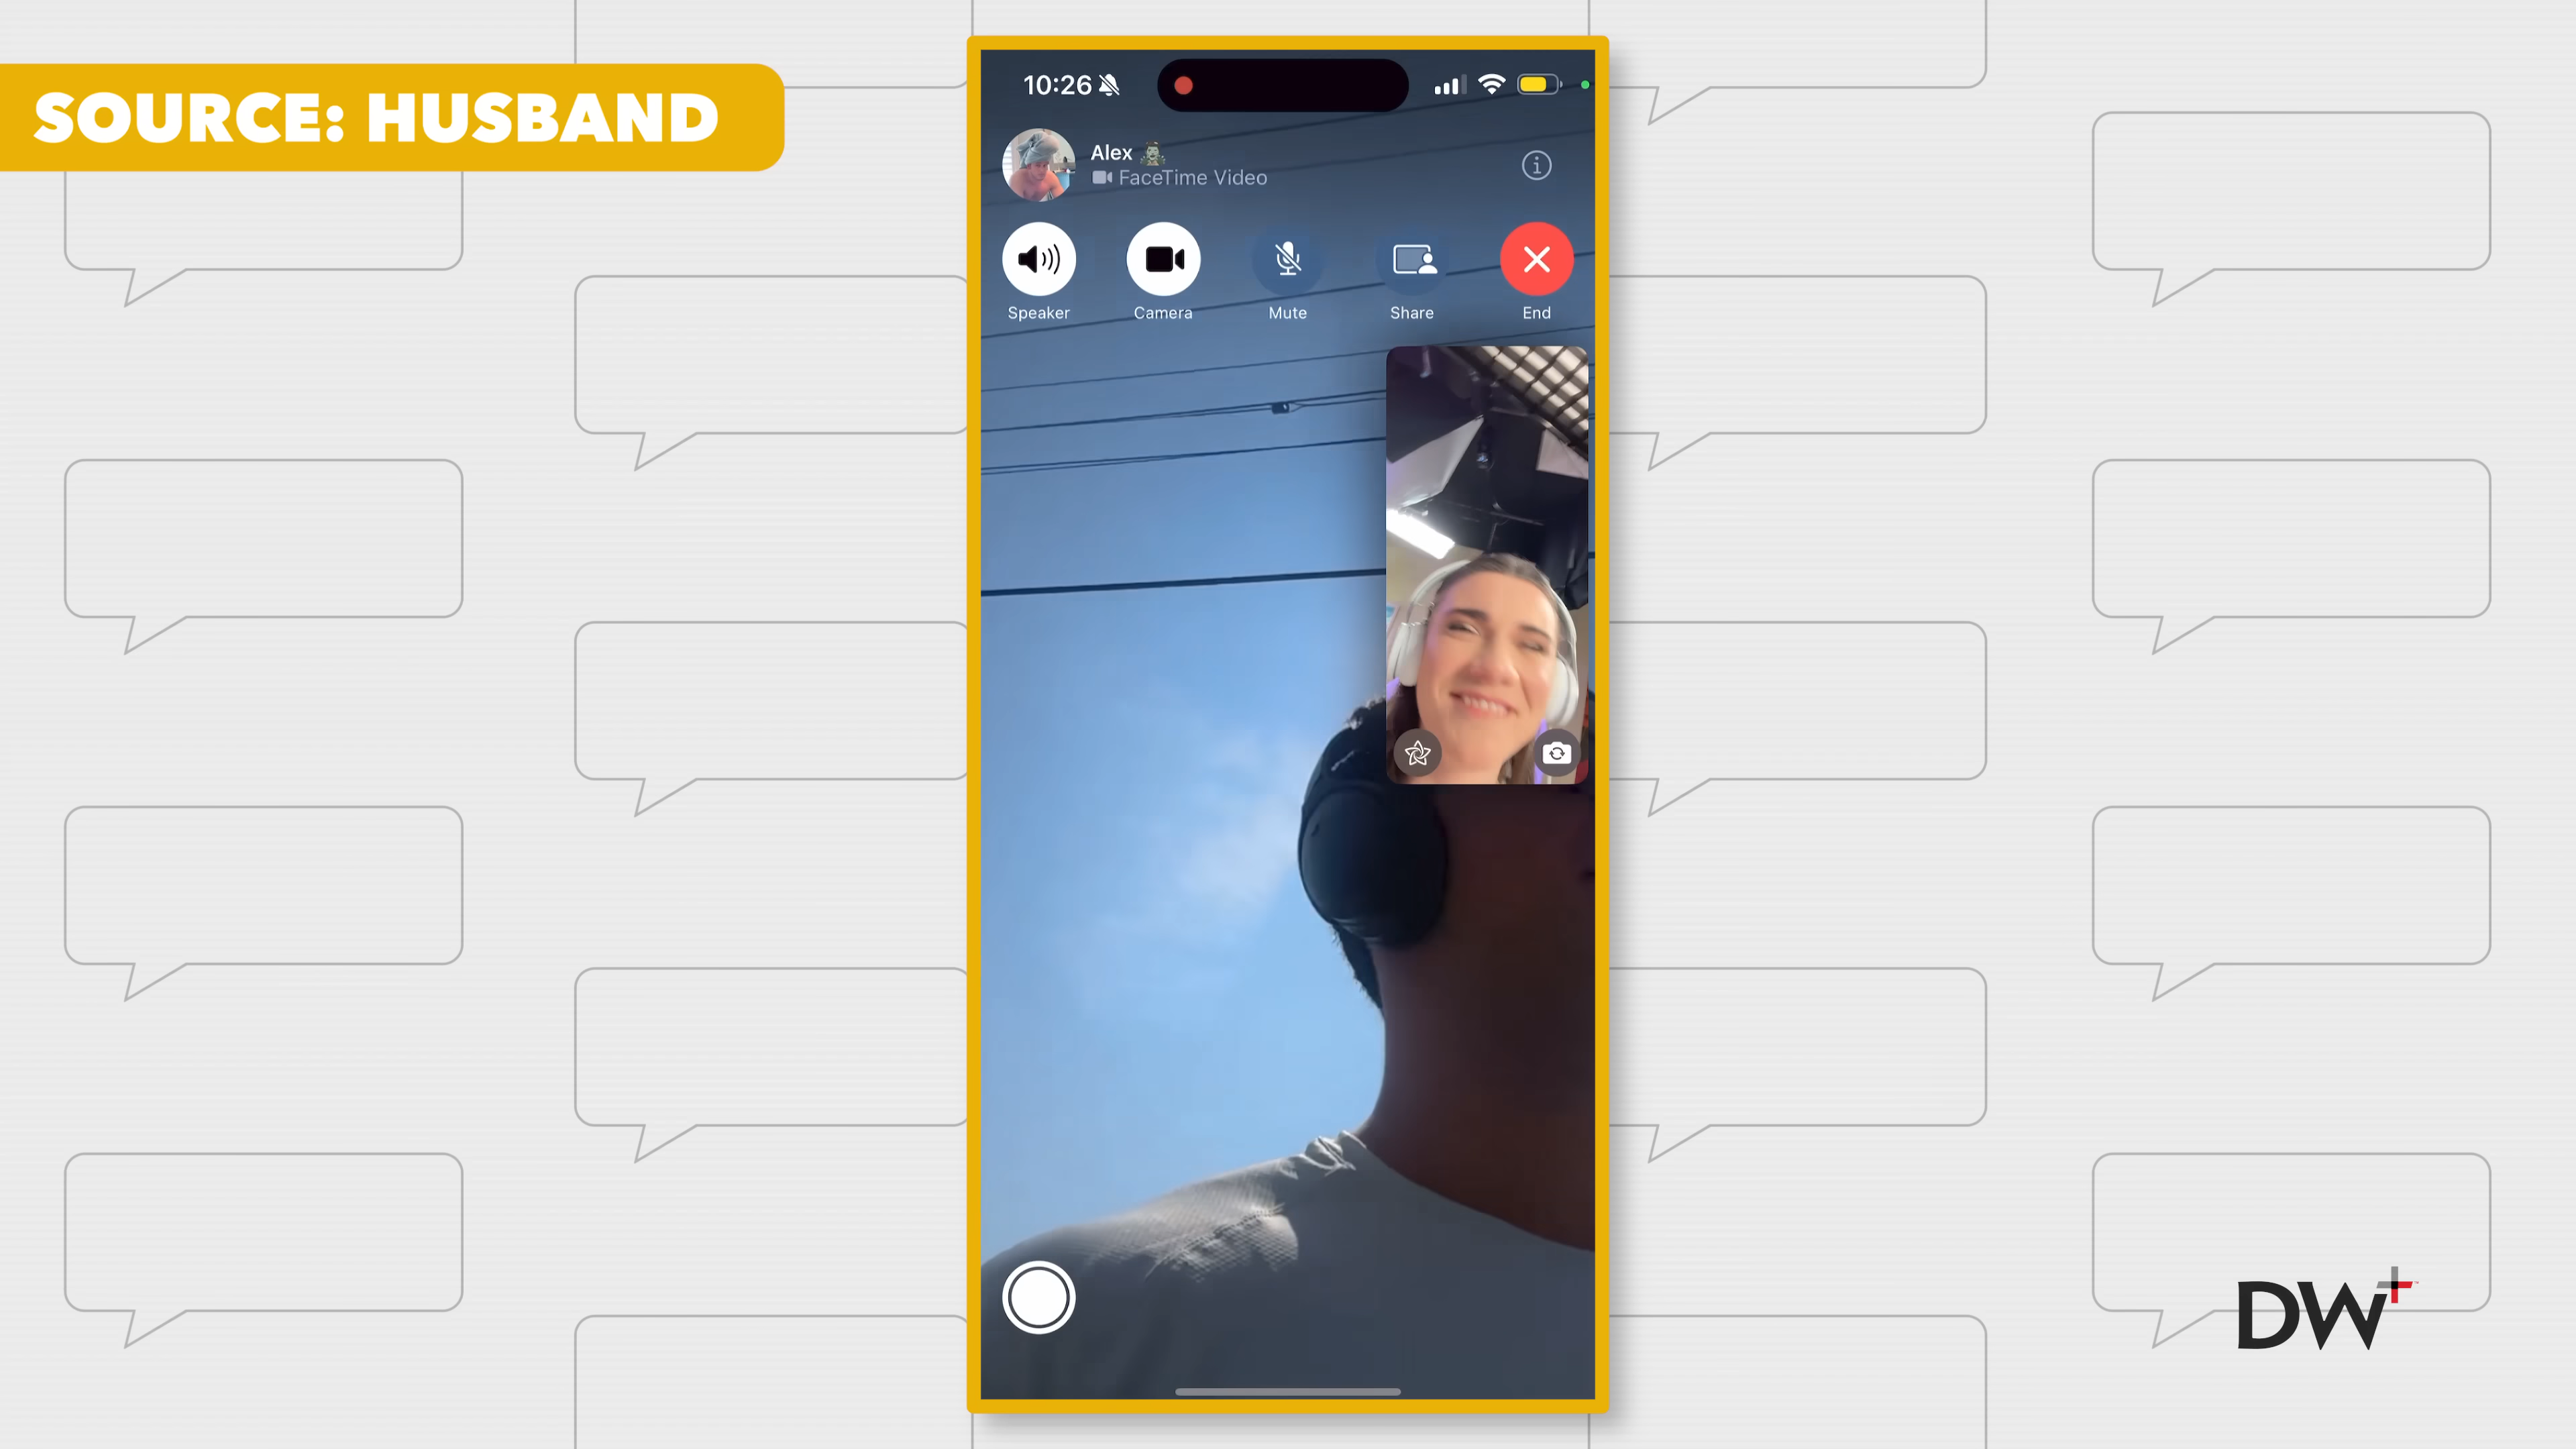 SOURCE: HUSBAND
10:26
Alex
FaceTime Video
Speaker
Camera
Mute
Share
End
DW+